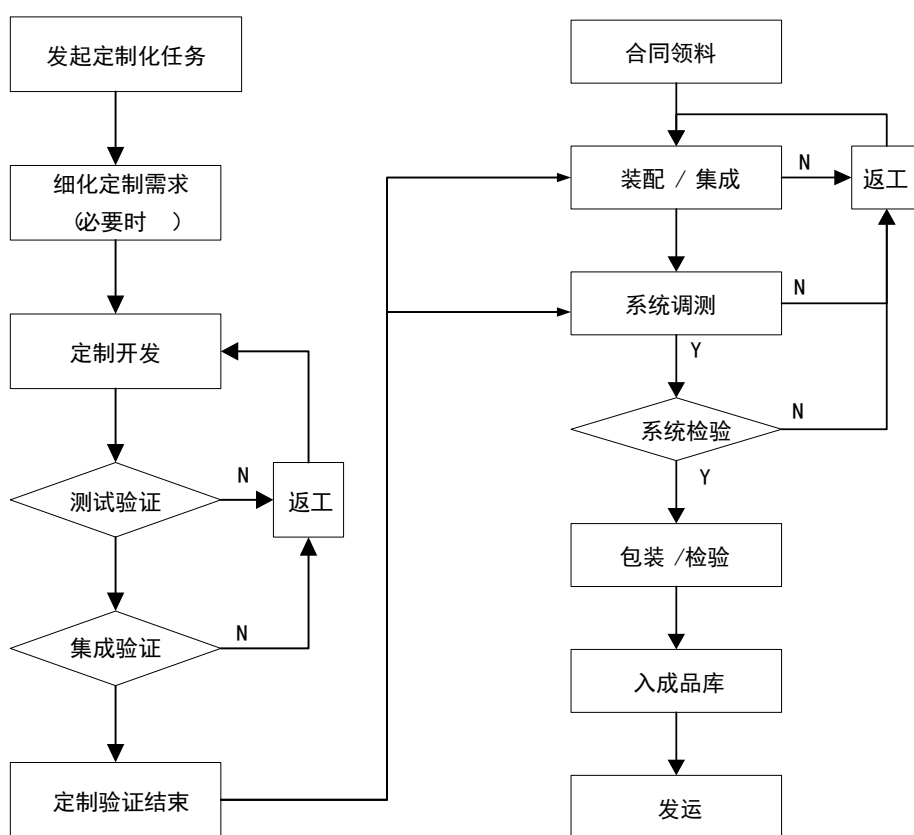 发起定制化任务
细化定制需求
(必要时 )
定制开发
测试验证
N
返工
集成验证
N
定制验证结束
合同领料
装配 / 集成
N
返工
系统调测
N
Y
系统检验
N
Y
包装 /检验
入成品库
发运